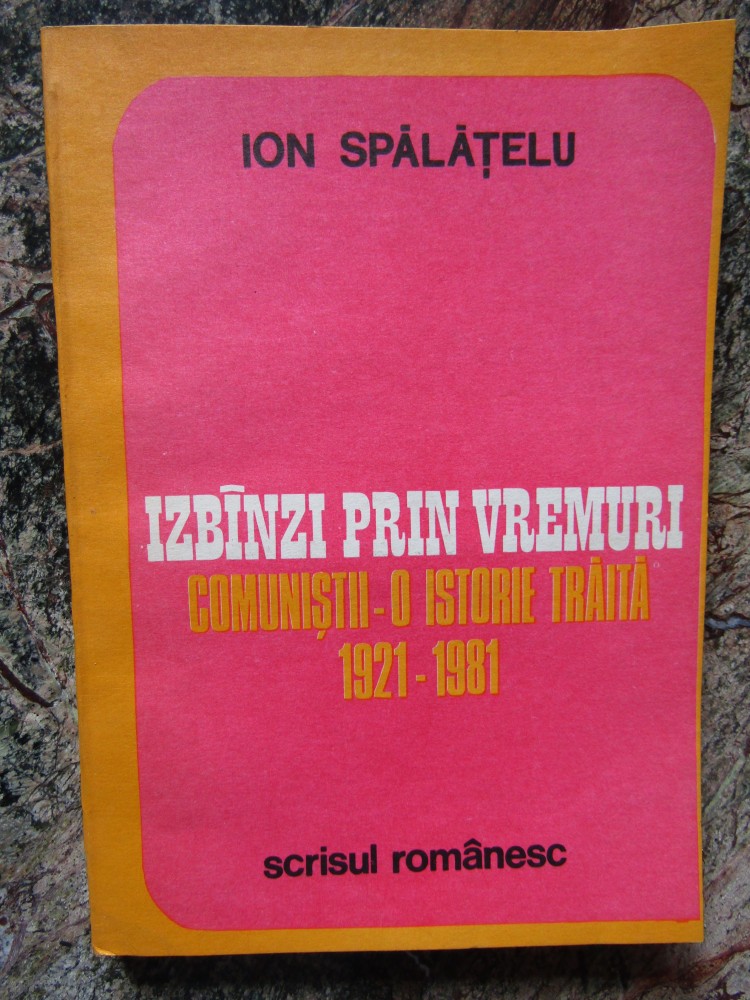 ION SPĂLĂȚELU
IZBÎNZI PRIN VREMURI
COMUNIȘTII - O ISTORIE TRĂITĂ
1921 - 1981
scrisul românesc